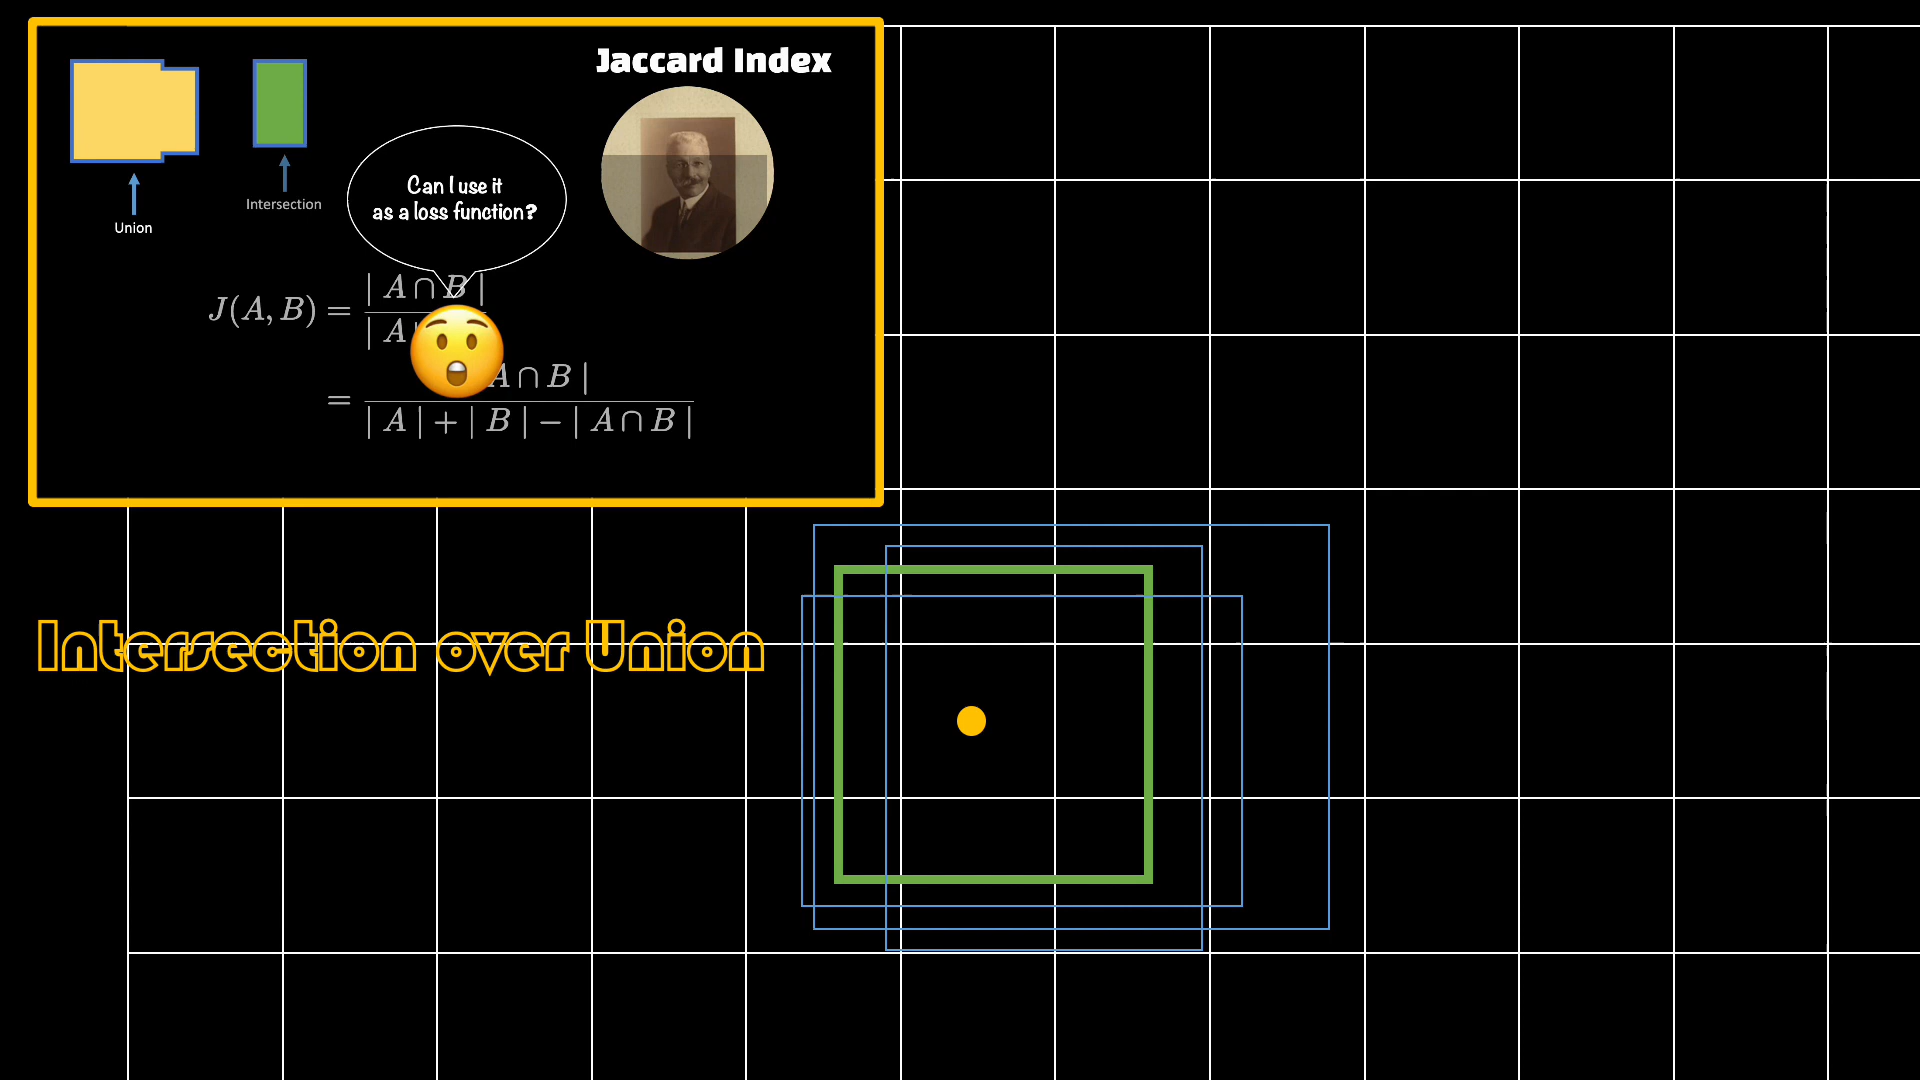 Jaccard Index
Can I use it
as a loss function?
Intersection
Union
J(A, B) = | A ∩ B |
| A
= A ∩ B |
| A | + | B | − | A ∩ B |
Intersection over Union